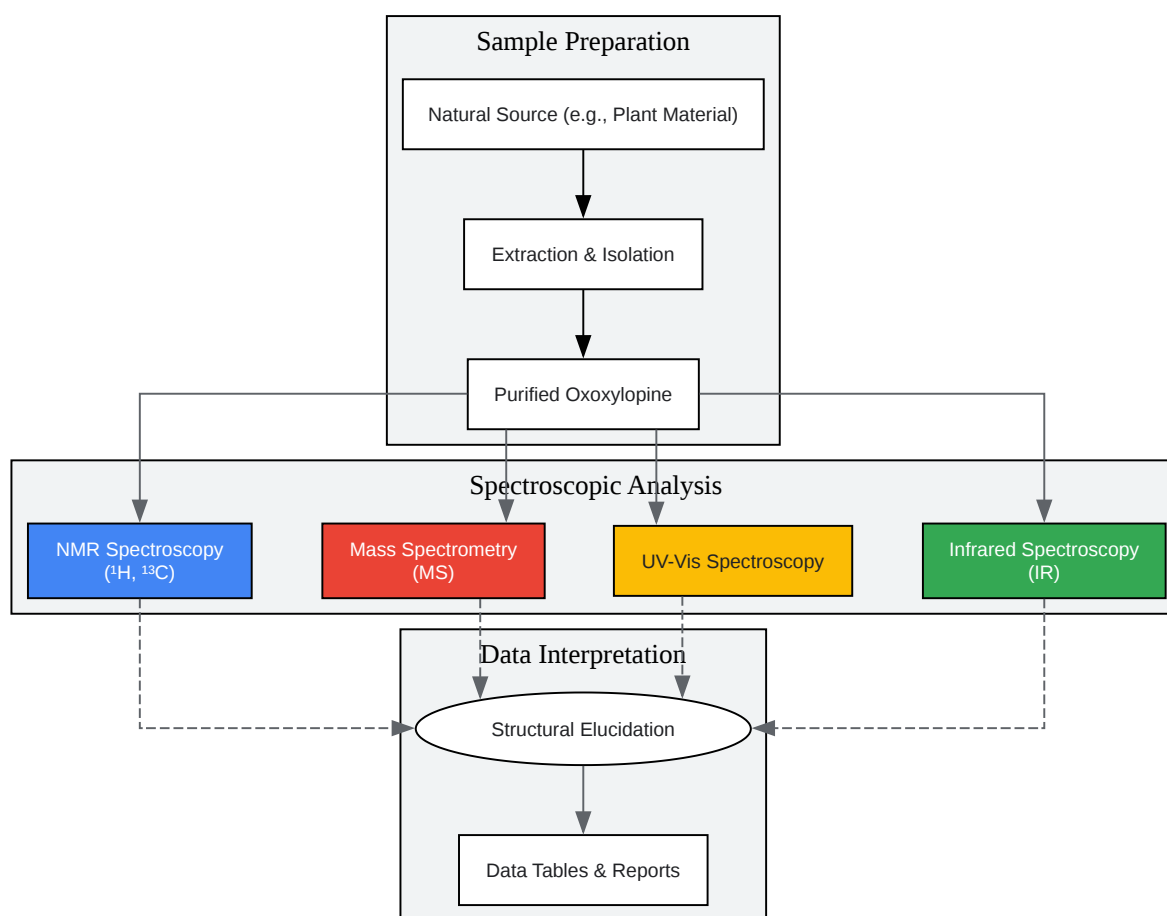 Sample Preparation
Natural Source (e.g., Plant Material)
Extraction & Isolation
Purified Oxoxylopine
Spectroscopic Analysis
NMR Spectroscopy
(¹H, ¹³C)
Mass Spectrometry
(MS)
UV-Vis Spectroscopy
Infrared Spectroscopy
(IR)
Data Interpretation
Structural Elucidation
Data Tables & Reports